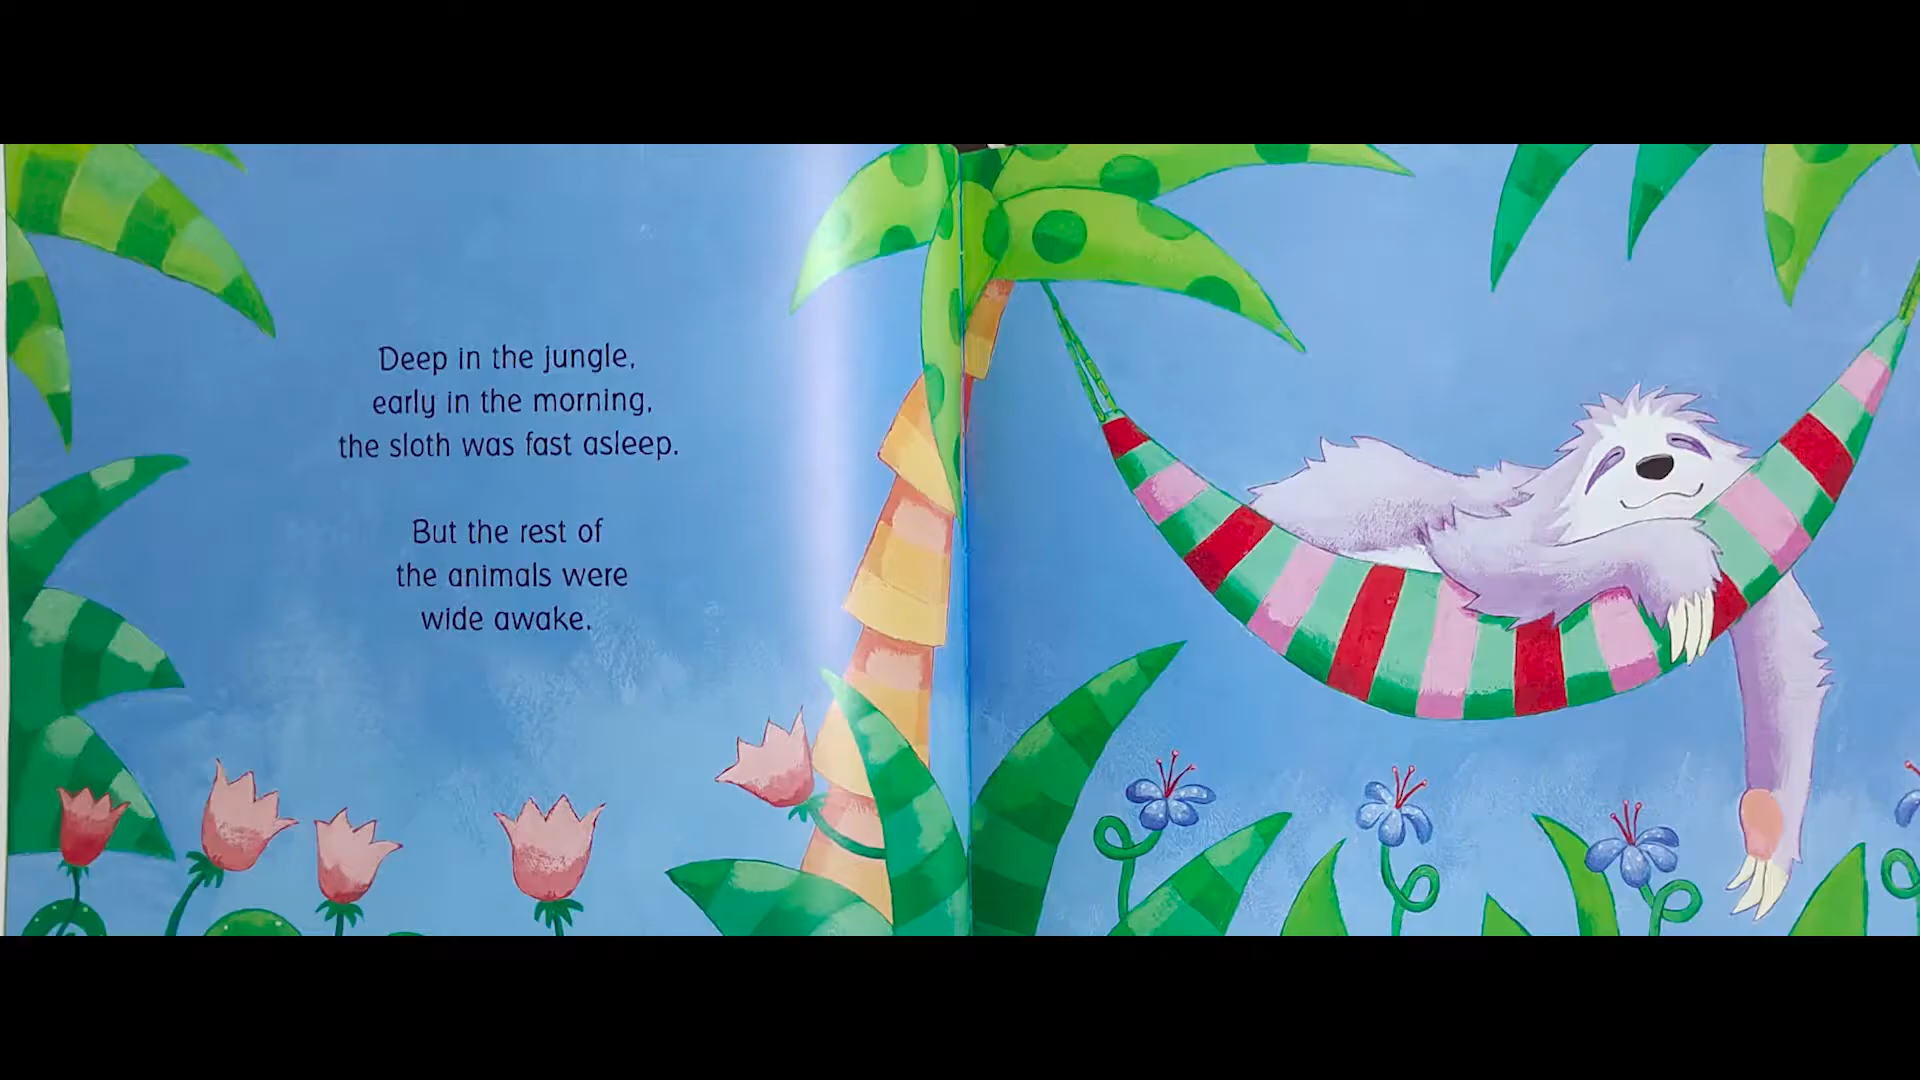 Deep in the jungle,
early in the morning,
the sloth was fast asleep.
But the rest of
the animals were
wide awake.